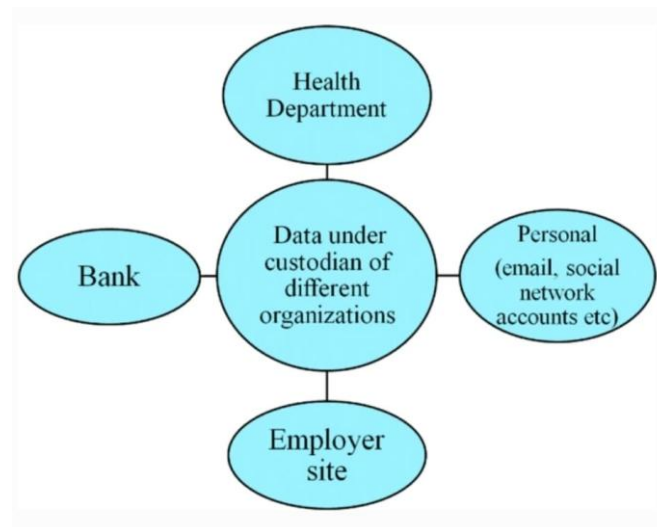 Health
Department
Data under
custodian of
different
organizations
Bank
Personal
(email, social
network
accounts etc)
Employer
site